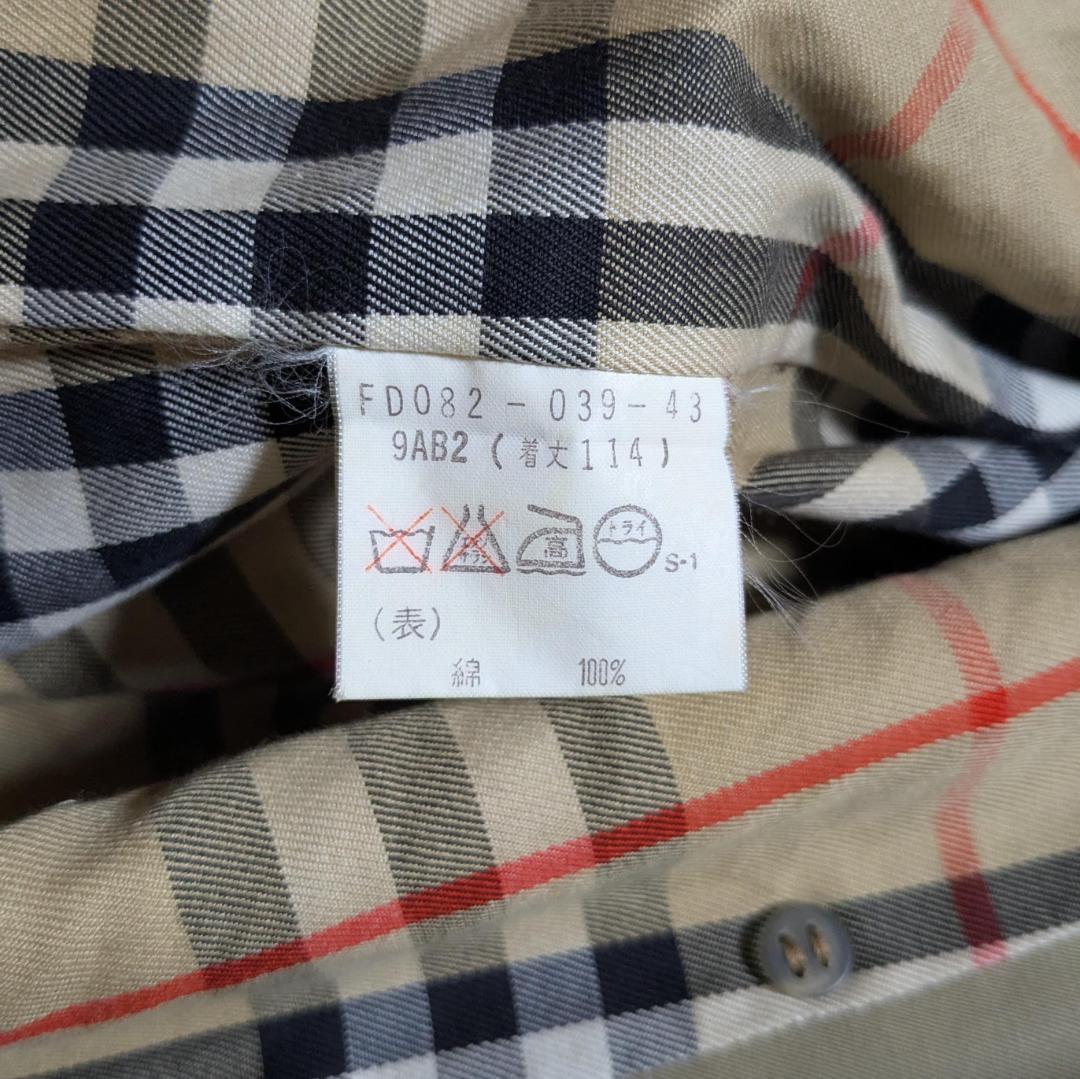 FD082-039-43
9AB2(着丈114)
高
ドライ
S-1
(表)
綿 100%